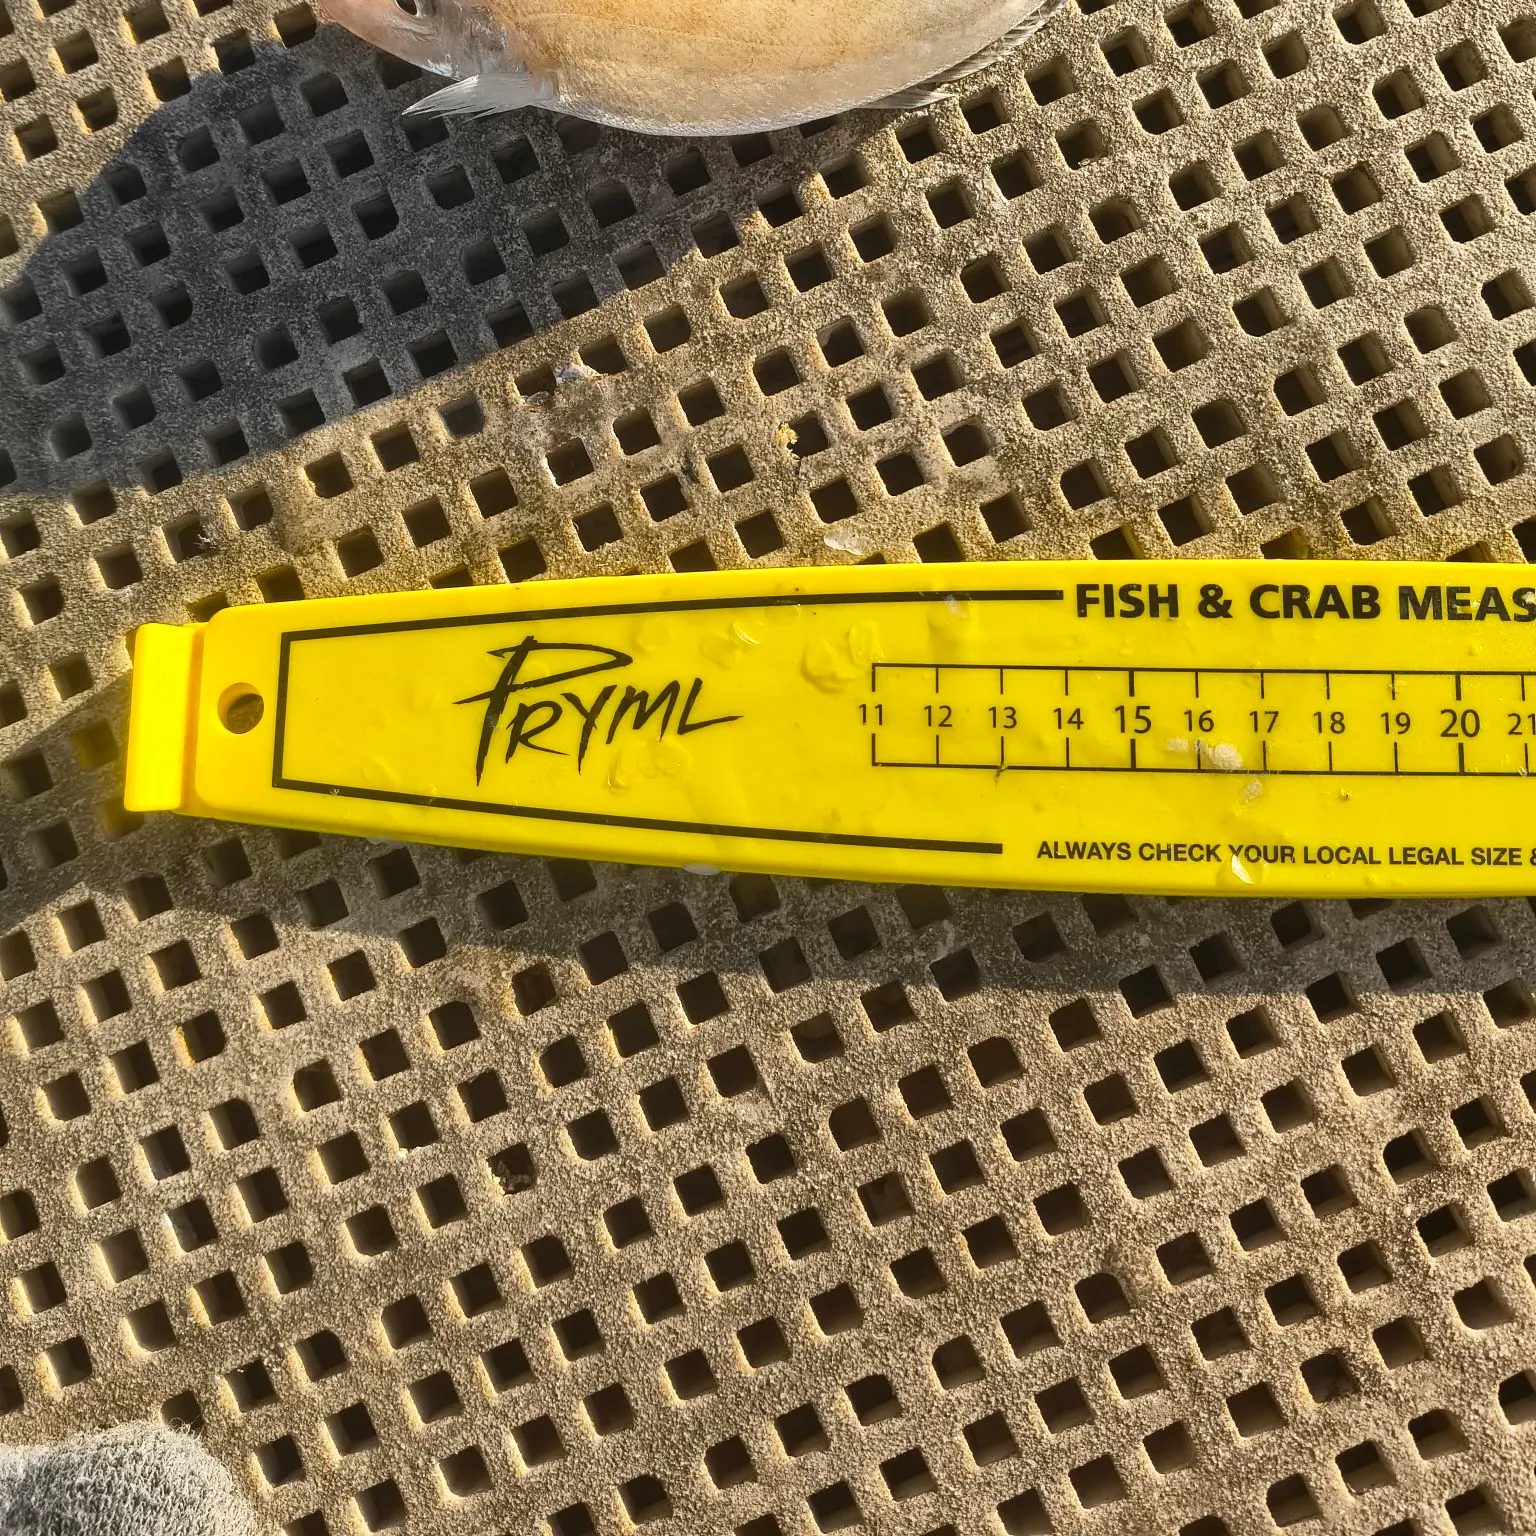 FISH & CRAB MEAS
PRYML
11 12 13 14 15 16 17 18 19 20 21
ALWAYS CHECK YOUR LOCAL LEGAL SIZE &